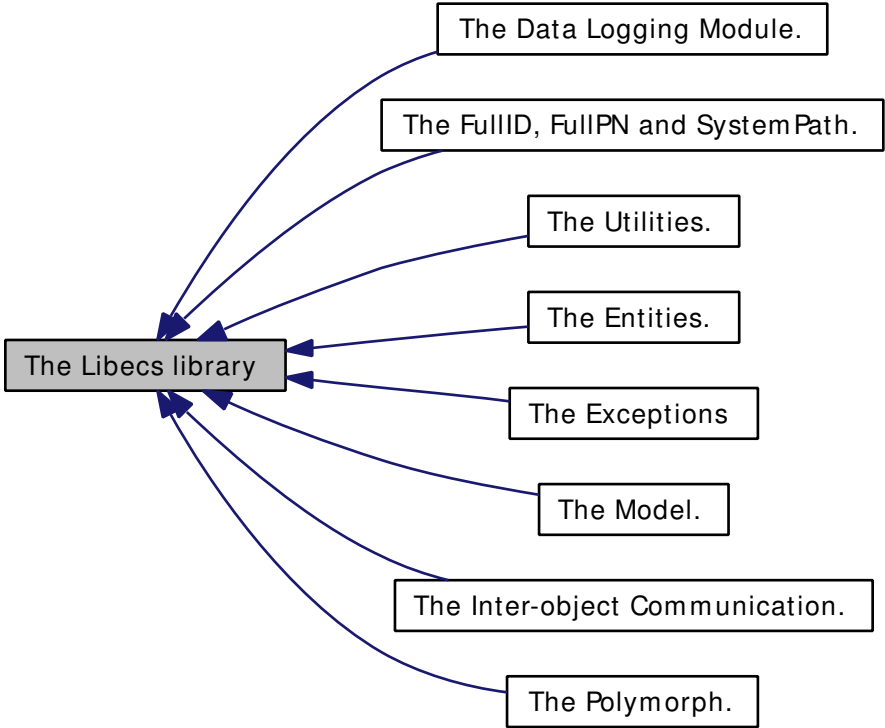 The Data Logging Module.
The FullID, FullPN and SystemPath.
The Utilities.
The Entities.
The Libecs library
The Exceptions
The Model.
The Inter-object Communication.
The Polymorph.